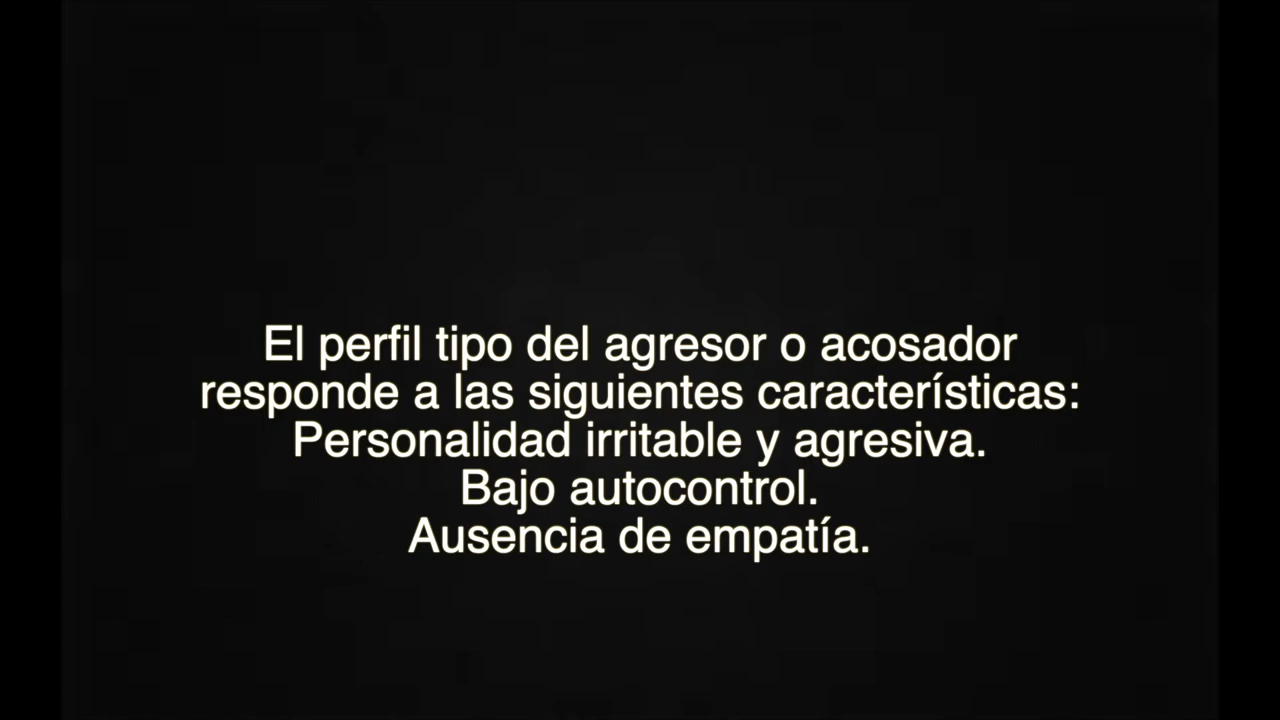 El perfil tipo del agresor o acosador
responde a las siguientes características:
Personalidad irritable y agresiva.
Bajo autocontrol.
Ausencia de empatía.